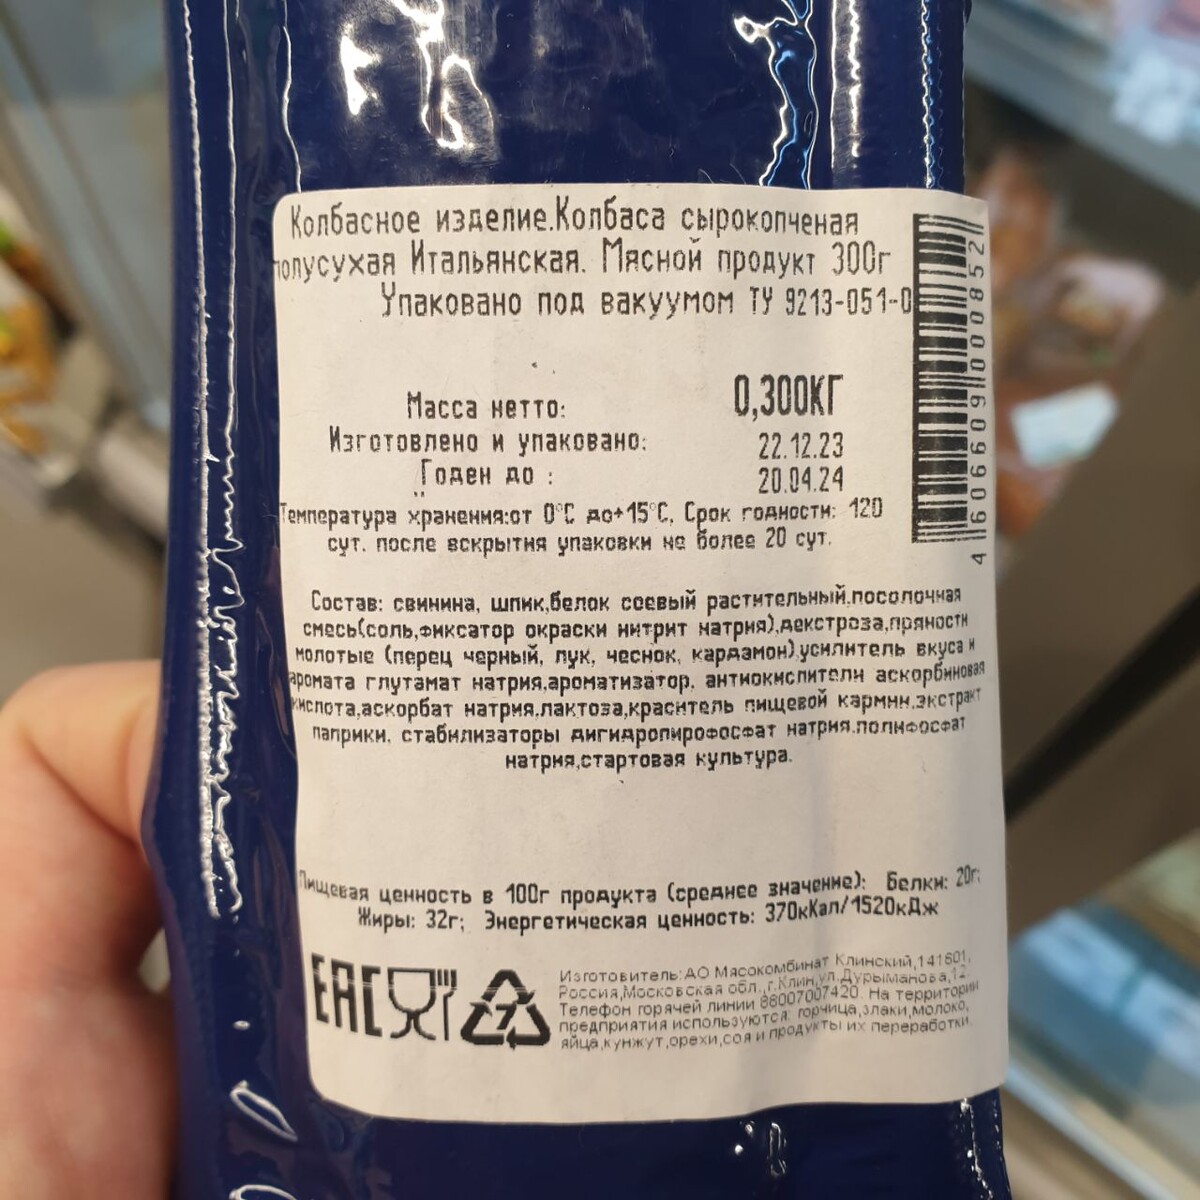 Колбасное изделие.Колбаса сырокопченая
полусухая Итальянская. Мясной продукт 300г
Упаковано под вакуумом ТУ 9213-051-0
Масса нетто: 0,300КГ
Изготовлено и упаковано: 22.12.23
Годен до : 20.04.24
Температура хранения:от 0°С до+15°С, Срок годности: 120
сут. после вскрытия упаковки не более 20 сут.
Состав: свинина, шпик,белок соевый растительный,посолочная
смесь(соль,фиксатор окраски нитрит натрия),декстроза,пряности
молотые (перец черный, лук, чеснок, кардамон),усилитель вкуса и
аромата глутамат натрия,ароматизатор, антиокислители аскорбиновая
кислота,аскорбат натрия,лактоза,краситель пищевой кармин,экстракт
паприки, стабилизаторы дигидропирофосфат натрия,полифосфат
натрия,стартовая культура.
Пищевая ценность в 100г продукта (среднее значение): Белки: 20г;
Жиры: 32г; Энергетическая ценность: 370кКал/1520кДж
EAC
7
Изготовитель:АО Мясокомбинат Клинский,141601,
Россия,Московская обл.,г.Клин,ул.Дурыманова,12.
Телефон горячей линии 88007007420. На территории
предприятия используются: горчица,злаки,молоко,
яйца,кунжут,орехи,соя и продукты их переработки.
4 606609 000852